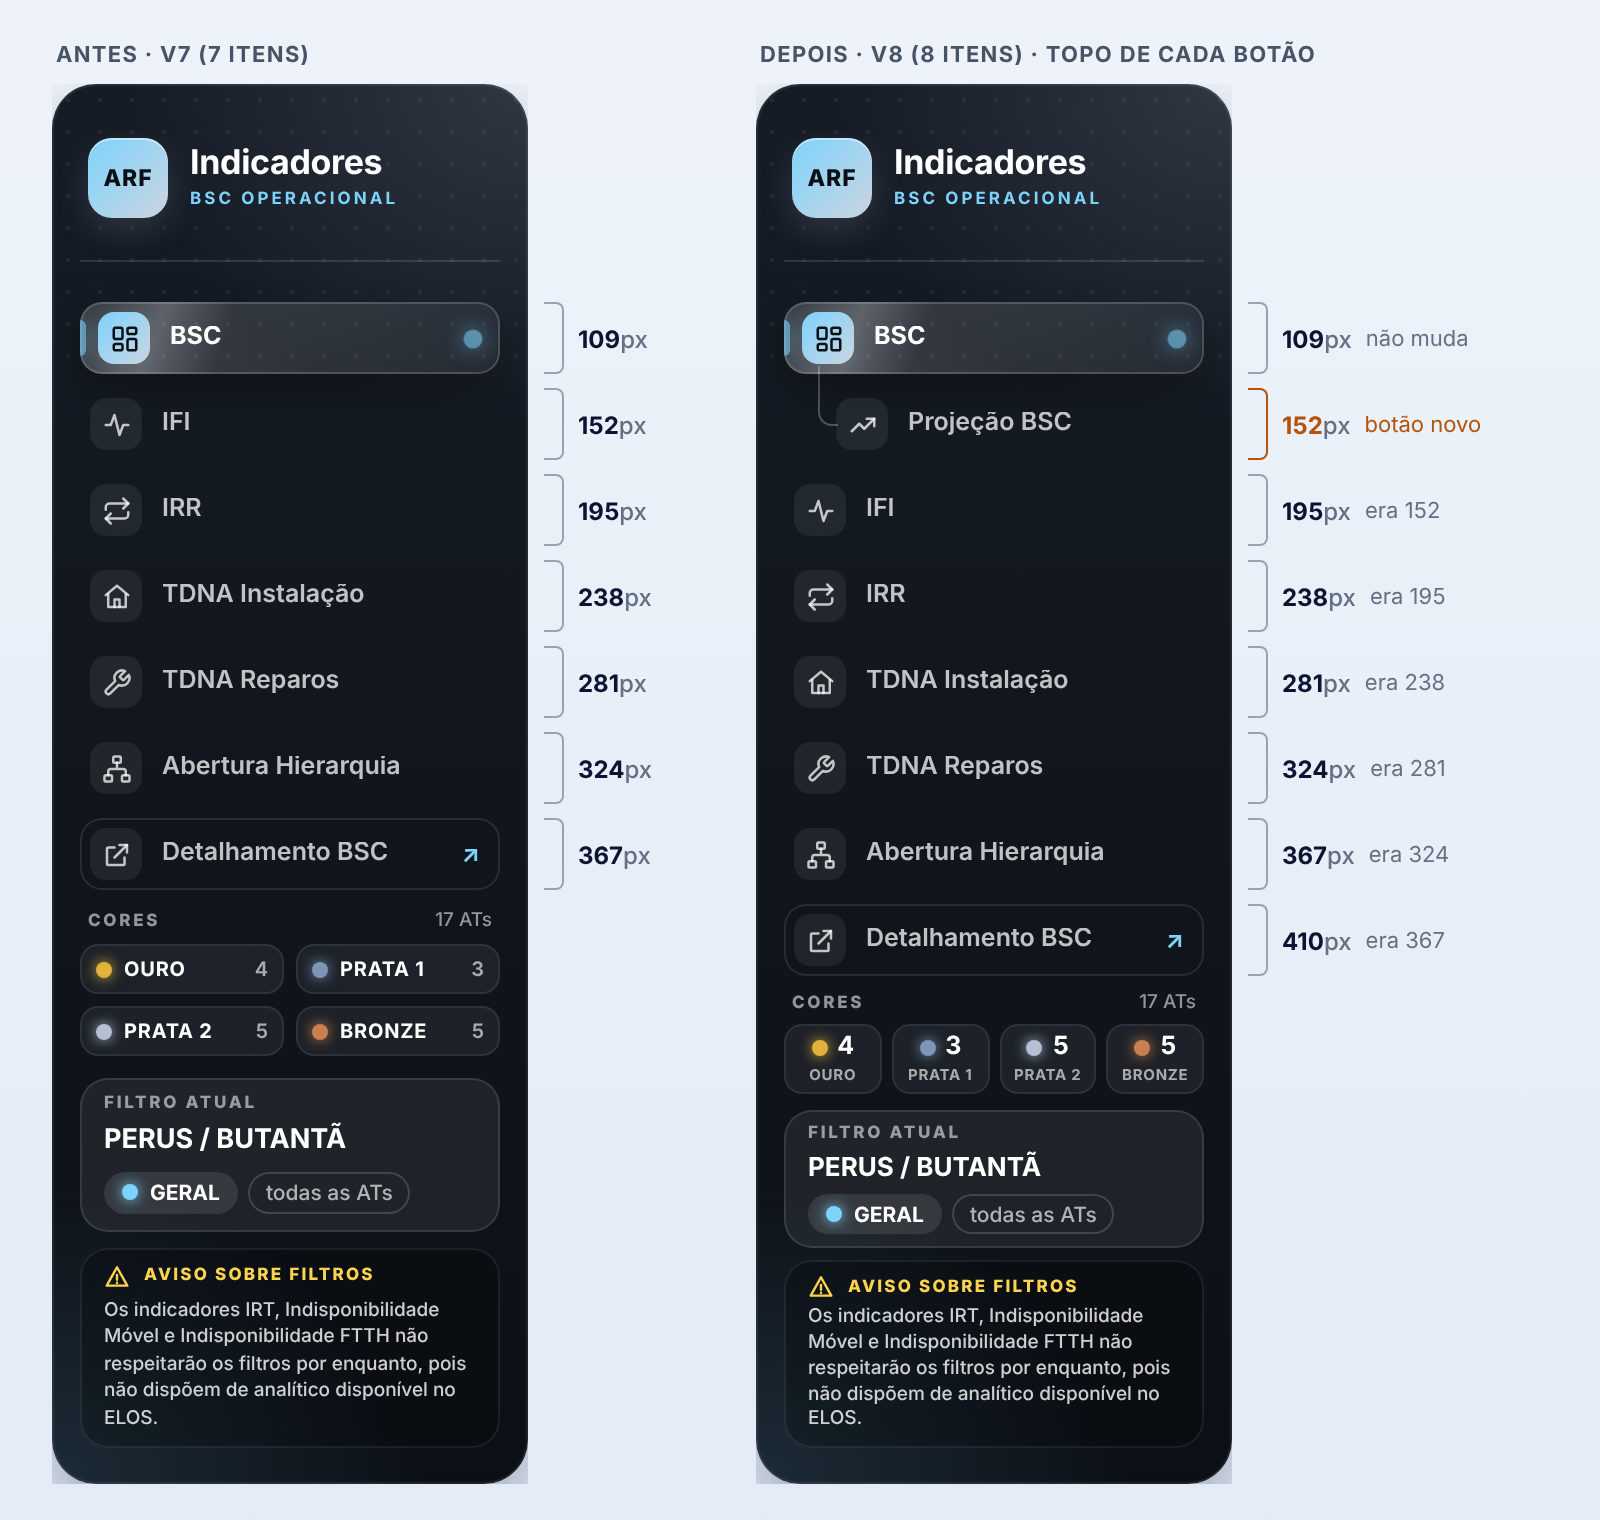 ANTES · V7 (7 ITENS)
ARF
Indicadores
BSC OPERACIONAL
BSC
109px
IFI
152px
IRR
195px
TDNA Instalação
238px
TDNA Reparos
281px
Abertura Hierarquia
324px
Detalhamento BSC
367px
CORES 17 ATs
OURO 4 PRATA 1 3
PRATA 2 5 BRONZE 5
FILTRO ATUAL
PERUS / BUTANTÃ
GERAL todas as ATs
AVISO SOBRE FILTROS
Os indicadores IRT, Indisponibilidade
Móvel e Indisponibilidade FTTH não
respeitarão os filtros por enquanto, pois
não dispõem de analítico disponível no
ELOS.
DEPOIS · V8 (8 ITENS) · TOPO DE CADA BOTÃO
ARF
Indicadores
BSC OPERACIONAL
BSC
109px não muda
Projeção BSC
152px botão novo
IFI
195px era 152
IRR
238px era 195
TDNA Instalação
281px era 238
TDNA Reparos
324px era 281
Abertura Hierarquia
367px era 324
Detalhamento BSC
410px era 367
CORES 17 ATs
4 3 5 5
OURO PRATA 1 PRATA 2 BRONZE
FILTRO ATUAL
PERUS / BUTANTÃ
GERAL todas as ATs
AVISO SOBRE FILTROS
Os indicadores IRT, Indisponibilidade
Móvel e Indisponibilidade FTTH não
respeitarão os filtros por enquanto, pois
não dispõem de analítico disponível no
ELOS.